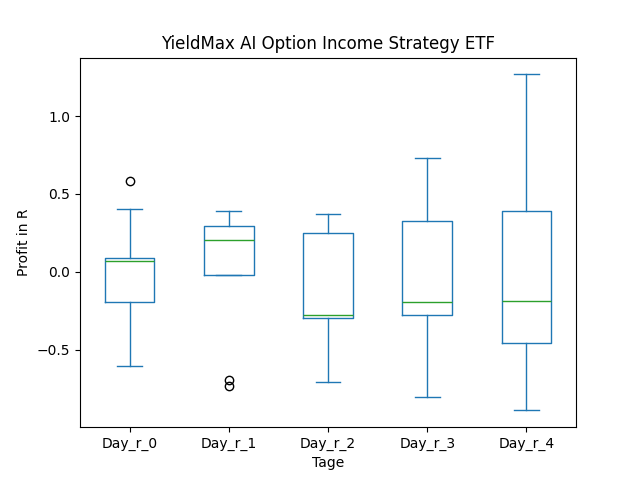 YieldMax AI Option Income Strategy ETF
Profit in R
1.0
0.5
0.0
−0.5
Day_r_0 Day_r_1 Day_r_2 Day_r_3 Day_r_4
Tage